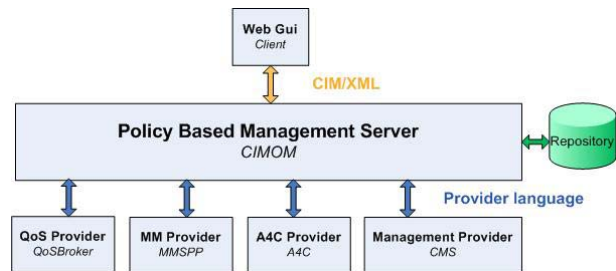 Web Gui
Client
CIM/XML
Policy Based Management Server
CIMOM
Repository
Provider language
QoS Provider
QoSBroker
MM Provider
MMSPP
A4C Provider
A4C
Management Provider
CMS